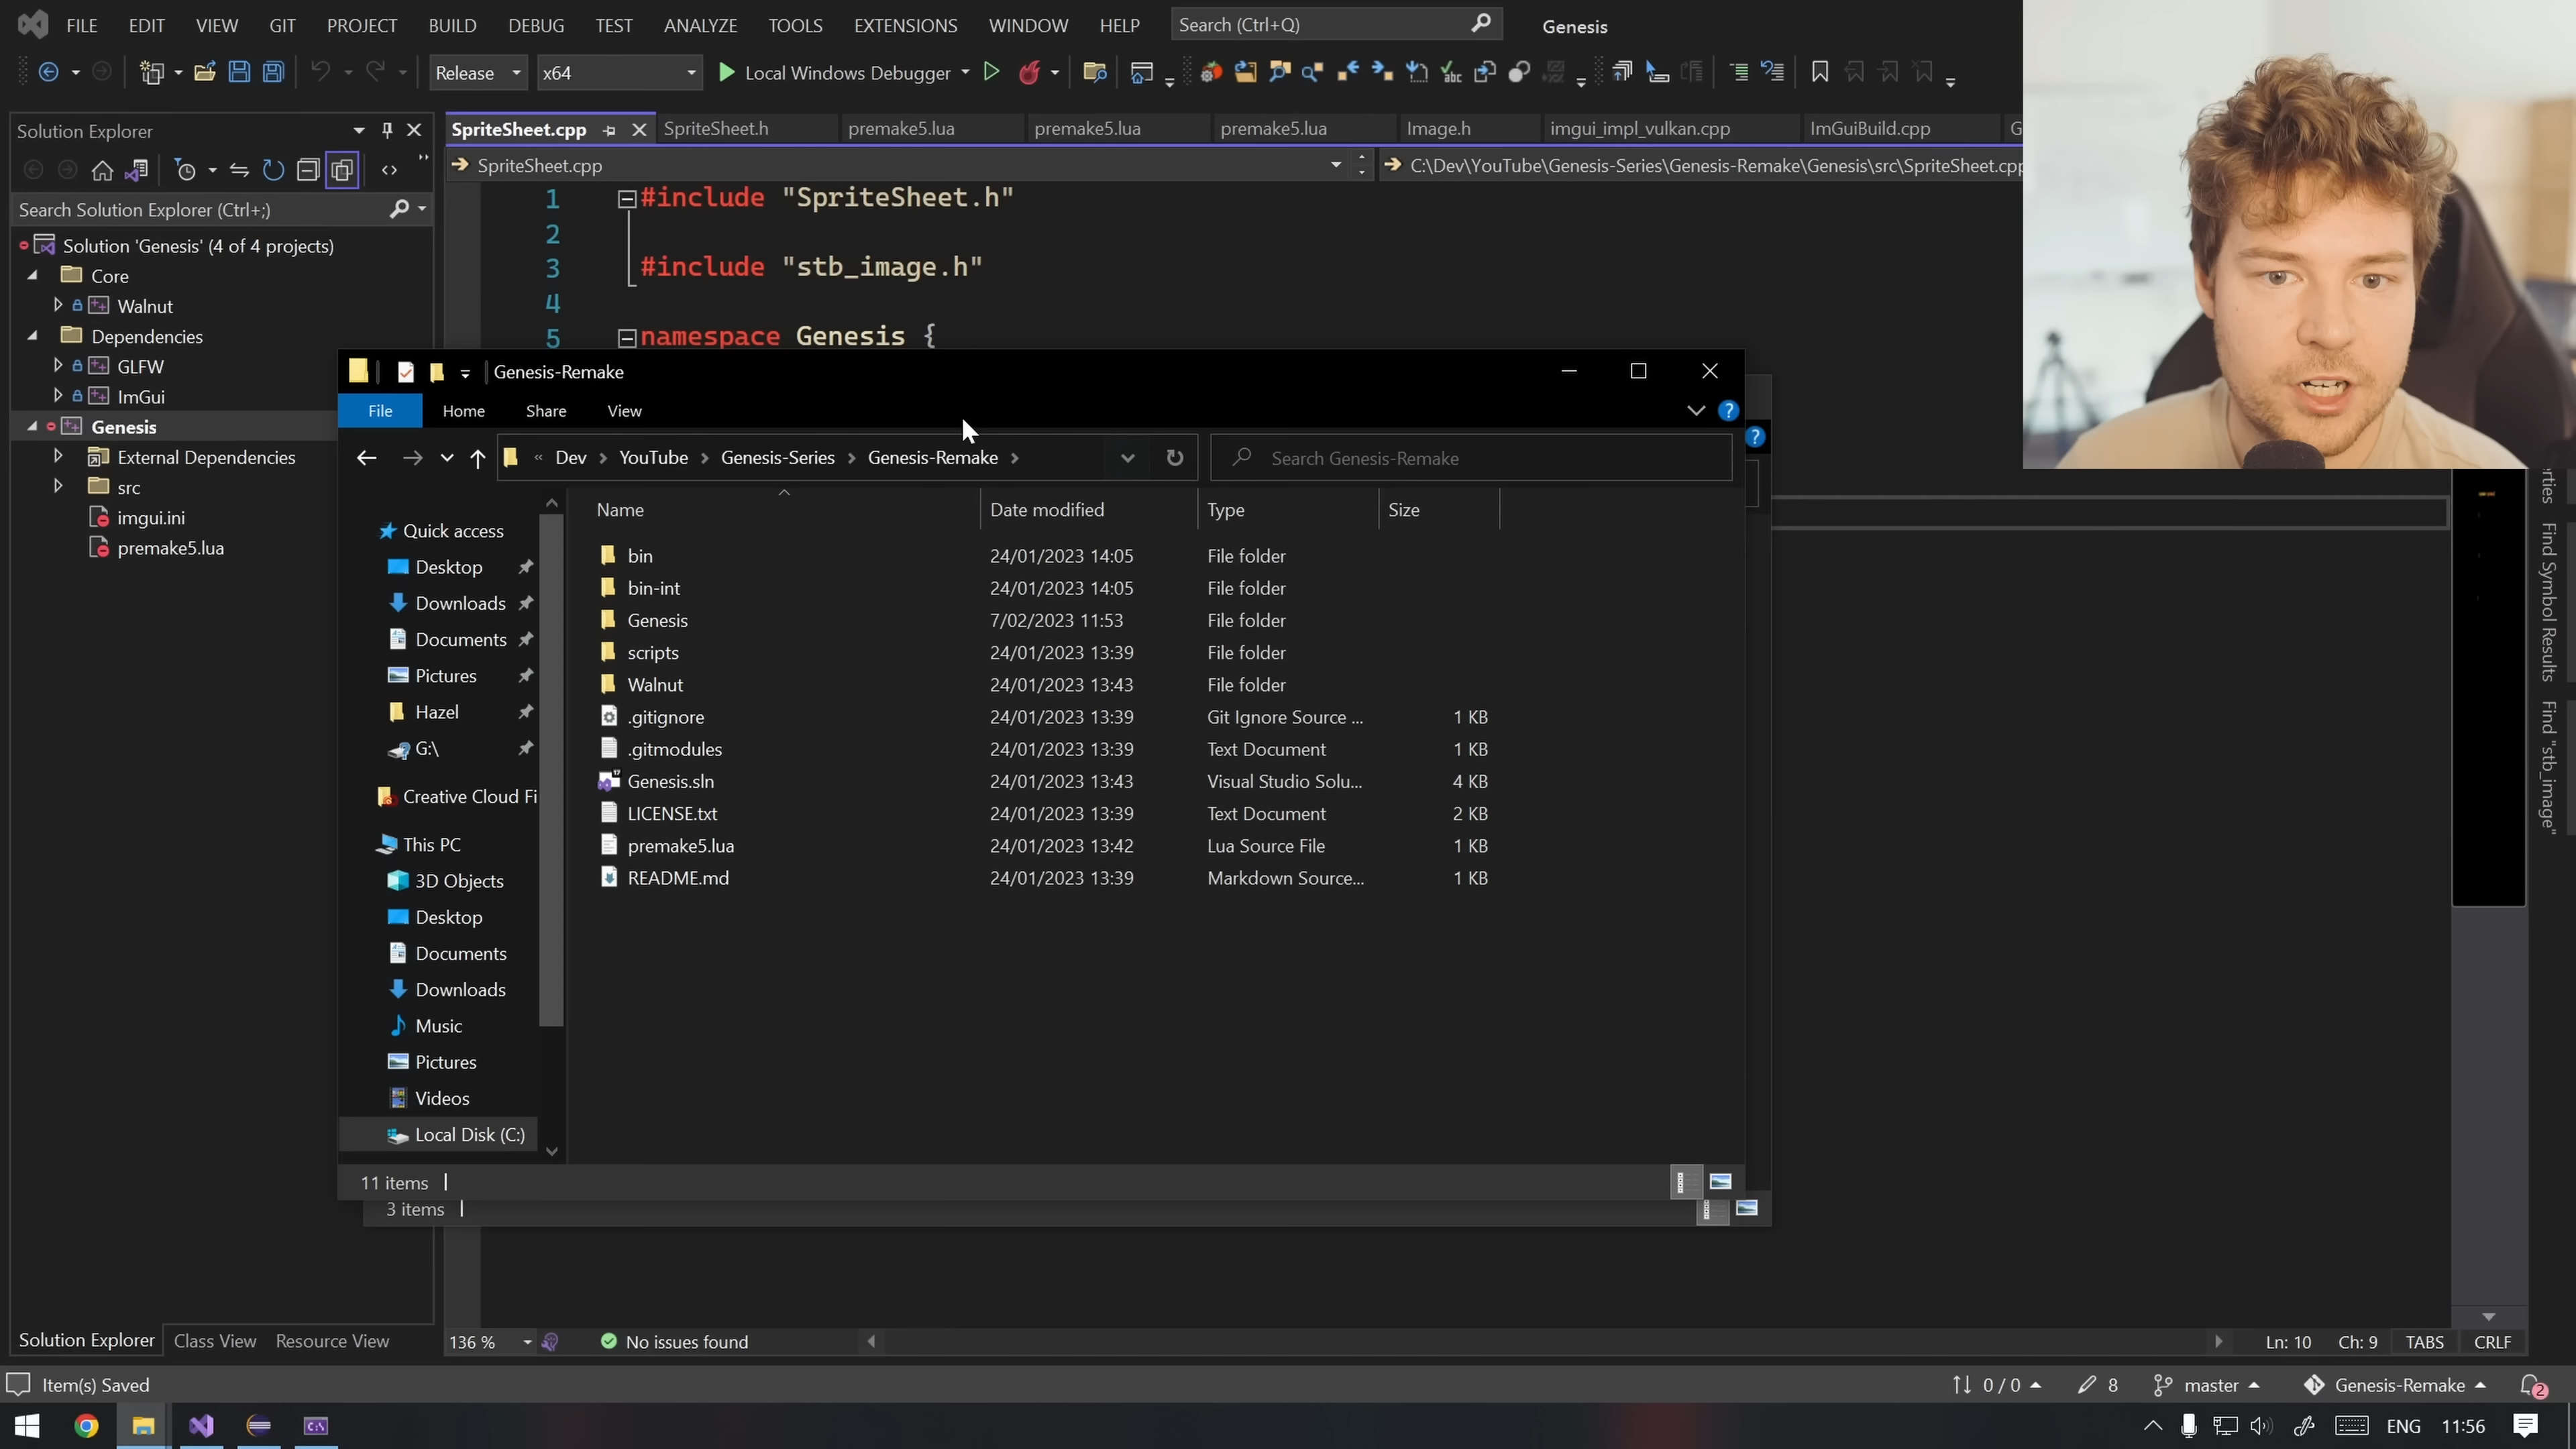 FILE EDIT VIEW GIT PROJECT BUILD DEBUG TEST ANALYZE TOOLS EXTENSIONS WINDOW HELP Search (Ctrl+Q) Genesis
Release x64 Local Windows Debugger
Solution Explorer
Search Solution Explorer (Ctrl+;)
Solution 'Genesis' (4 of 4 projects)
Core
Walnut
Dependencies
GLFW
ImGui
Genesis
External Dependencies
src
imgui.ini
premake5.lua
SpriteSheet.cpp SpriteSheet.h premake5.lua premake5.lua premake5.lua Image.h imgui_impl_vulkan.cpp ImGuiBuild.cpp G
SpriteSheet.cpp C:\Dev\YouTube\Genesis-Series\Genesis-Remake\Genesis\src\SpriteSheet.cpp
1 #include "SpriteSheet.h"
2
3 #include "stb_image.h"
4
5 namespace Genesis {
Genesis-Remake
File Home Share View
« Dev › YouTube › Genesis-Series › Genesis-Remake › Search Genesis-Remake
Quick access
Desktop
Downloads
Documents
Pictures
Hazel
G:\
Creative Cloud Fi
This PC
3D Objects
Desktop
Documents
Downloads
Music
Pictures
Videos
Local Disk (C:)
Name Date modified Type Size
bin 24/01/2023 14:05 File folder
bin-int 24/01/2023 14:05 File folder
Genesis 7/02/2023 11:53 File folder
scripts 24/01/2023 13:39 File folder
Walnut 24/01/2023 13:43 File folder
.gitignore 24/01/2023 13:39 Git Ignore Source ... 1 KB
.gitmodules 24/01/2023 13:39 Text Document 1 KB
Genesis.sln 24/01/2023 13:43 Visual Studio Solu... 4 KB
LICENSE.txt 24/01/2023 13:39 Text Document 2 KB
premake5.lua 24/01/2023 13:42 Lua Source File 1 KB
README.md 24/01/2023 13:39 Markdown Source... 1 KB
11 items
3 items
erties
Find Symbol Results
Find "stb_image"
Solution Explorer Class View Resource View
136 % No issues found Ln: 10 Ch: 9 TABS CRLF
Item(s) Saved 0 / 0 8 master Genesis-Remake 2
ENG 11:56